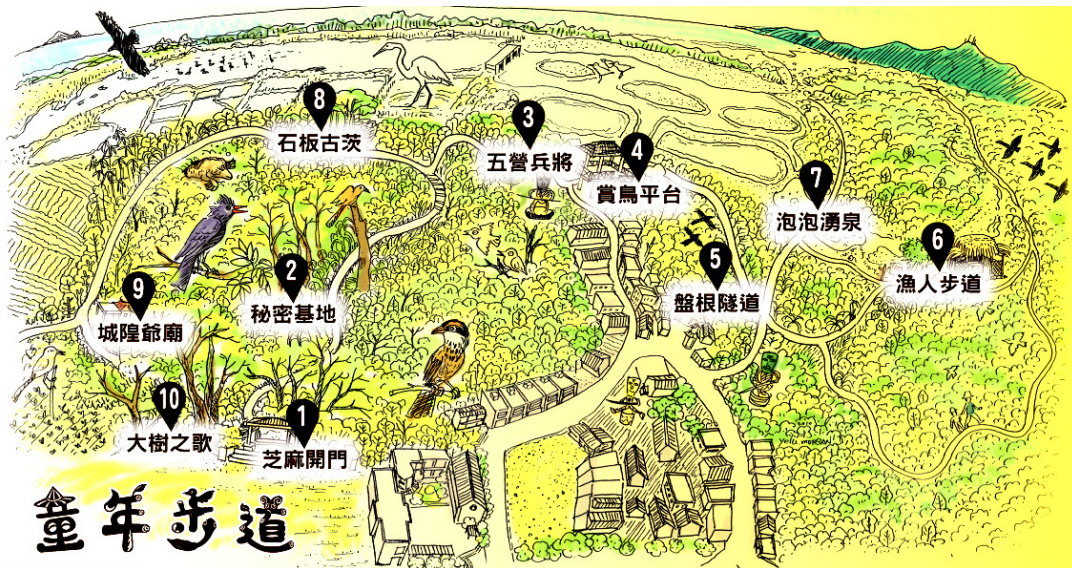 8
石板古茨
3
五營兵將
4
賞鳥平台
7
泡泡湧泉
6
漁人步道
5
盤根隧道
2
秘密基地
9
城隍爺廟
10
大樹之歌
1
芝麻開門
童年步道